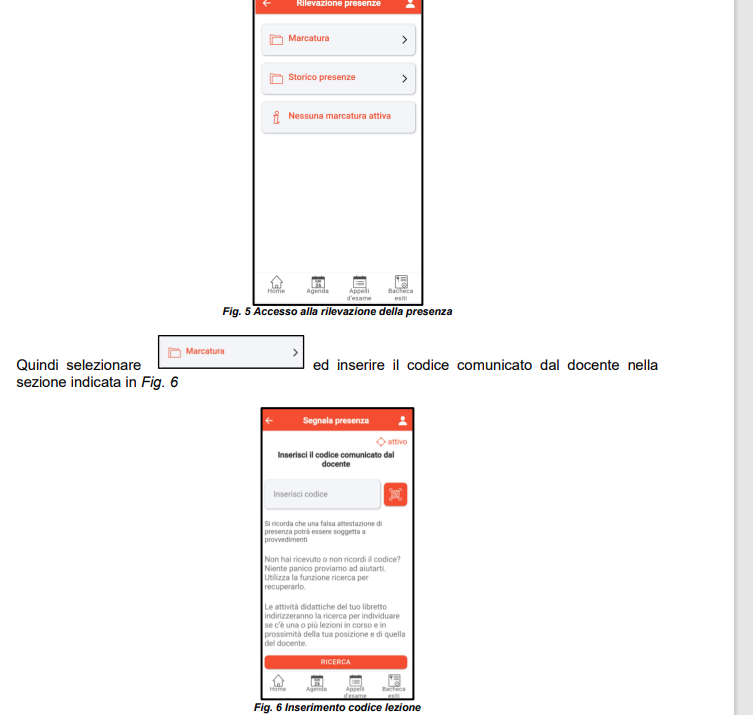 Rilevazione presenze
Marcatura
Storico presenze
Nessuna marcatura attiva
Home Agenda Appelli d'esame Bacheca esiti
Fig. 5 Accesso alla rilevazione della presenza
Quindi selezionare Marcatura ed inserire il codice comunicato dal docente nella
sezione indicata in Fig. 6
Segnala presenza
attivo
Inserisci il codice comunicato dal
docente
Inserisci codice
Si ricorda che una falsa attestazione di
presenza potrà essere soggetta a
provvedimenti
Non hai ricevuto o non ricordi il codice?
Niente panico proviamo ad aiutarti.
Utilizza la funzione ricerca per
recuperarlo.
Le attività didattiche del tuo libretto
indirizzeranno la ricerca per individuare
se c'è una o più lezioni in corso e in
prossimità della tua posizione e di quella
del docente.
RICERCA
Home Agenda Appelli d'esame Bacheca esiti
Fig. 6 Inserimento codice lezione